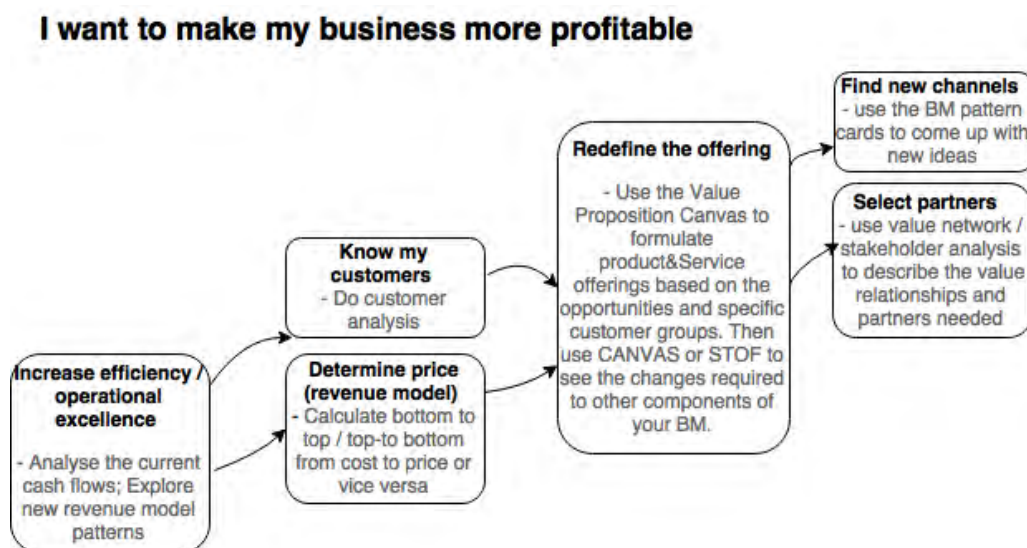 I want to make my business more profitable
Increase efficiency /
operational
excellence
- Analyse the current
cash flows; Explore
new revenue model
patterns
Know my
customers
- Do customer
analysis
Determine price
(revenue model)
- Calculate bottom to
top / top-to bottom
from cost to price or
vice versa
Redefine the offering
- Use the Value
Proposition Canvas to
formulate
product&Service
offerings based on the
opportunities and specific
customer groups. Then
use CANVAS or STOF to
see the changes required
to other components of
your BM.
Find new channels
- use the BM pattern
cards to come up with
new ideas
Select partners
- use value network /
stakeholder analysis
to describe the value
relationships and
partners needed